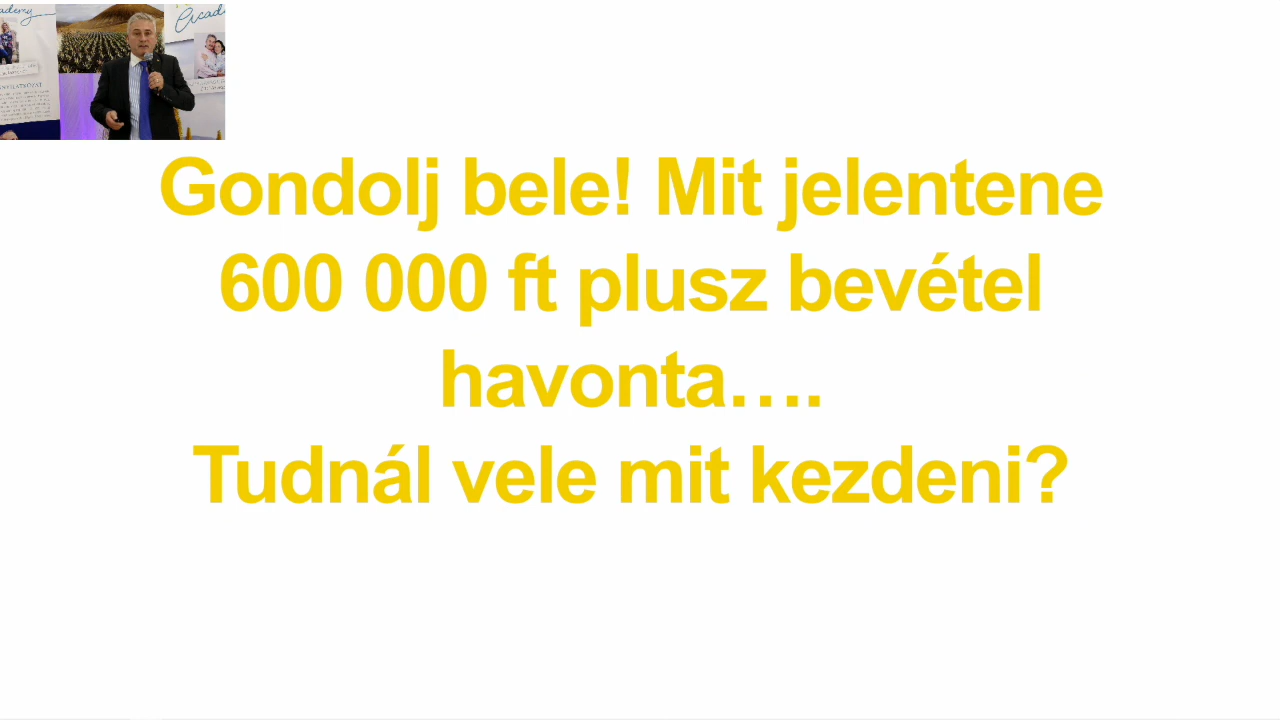 Gondolj bele! Mit jelentene
600 000 ft plusz bevétel
havonta….
Tudnál vele mit kezdeni?